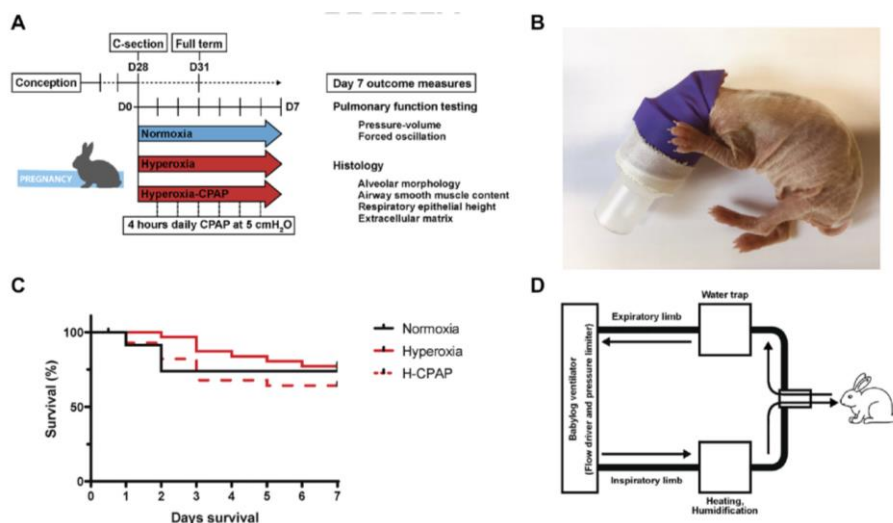 A
C-section
Full term
D28
D31
Conception
D0
D7
Normoxia
Hyperoxia
Hyperoxia-CPAP
PREGNANCY
4 hours daily CPAP at 5 cmH₂O
Day 7 outcome measures
Pulmonary function testing
Pressure-volume
Forced oscillation
Histology
Alveolar morphology
Airway smooth muscle content
Respiratory epithelial height
Extracellular matrix
B
C
Survival (%)
100
50
0
0 1 2 3 4 5 6 7
Days survival
Normoxia
Hyperoxia
H-CPAP
D
Water trap
Expiratory limb
Babylog ventilator
(Flow driver and pressure limiter)
Inspiratory limb
Heating,
Humidification